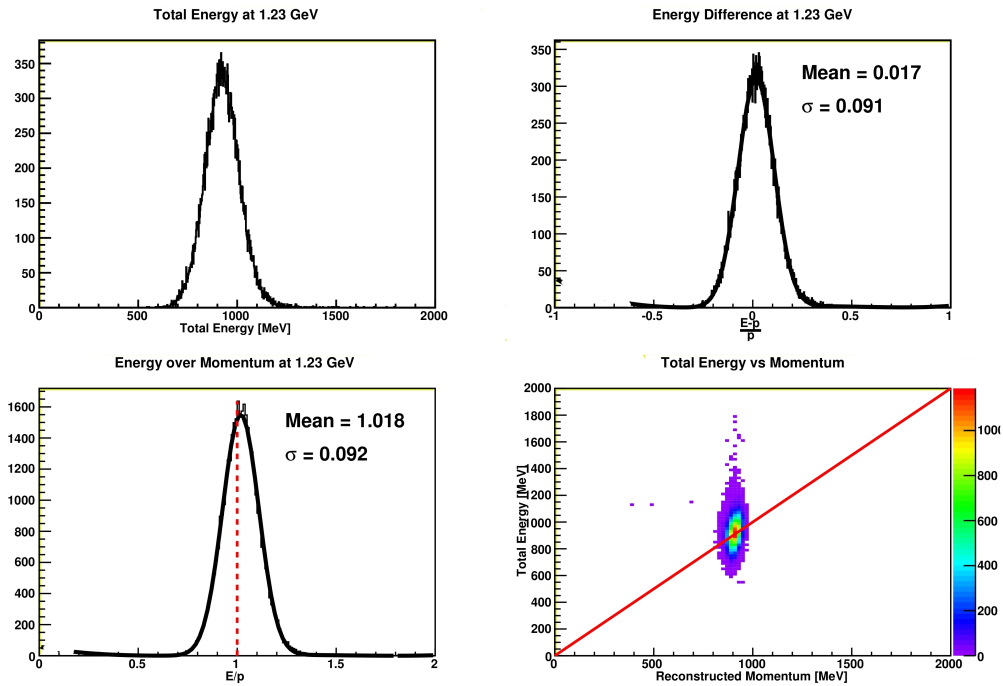 Total Energy at 1.23 GeV
350
300
250
200
150
100
50
0
0 500 1000 1500 2000
Total Energy [MeV]
Energy Difference at 1.23 GeV
Mean = 0.017
σ = 0.091
350
300
250
200
150
100
50
0
-1 -0.5 0 0.5 1
E-p
p
Energy over Momentum at 1.23 GeV
Mean = 1.018
σ = 0.092
1600
1400
1200
1000
800
600
400
200
0
0 0.5 1 1.5 2
E/p
Total Energy vs Momentum
Total Energy [MeV]
2000
1800
1600
1400
1200
1000
800
600
400
200
0
0 500 1000 1500 2000
Reconstructed Momentum [MeV]
1000
800
600
400
200
0